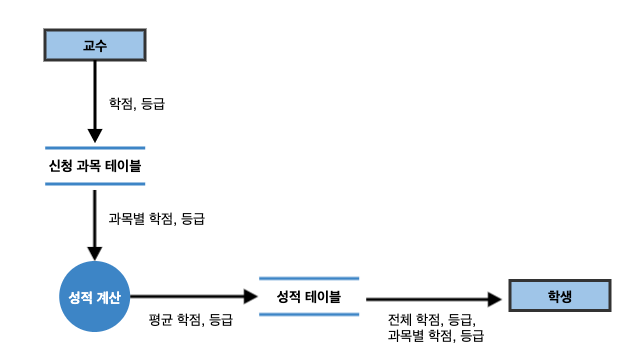 교수
학점, 등급
신청 과목 테이블
과목별 학점, 등급
성적 계산
평균 학점, 등급
성적 테이블
전체 학점, 등급,
과목별 학점, 등급
학생